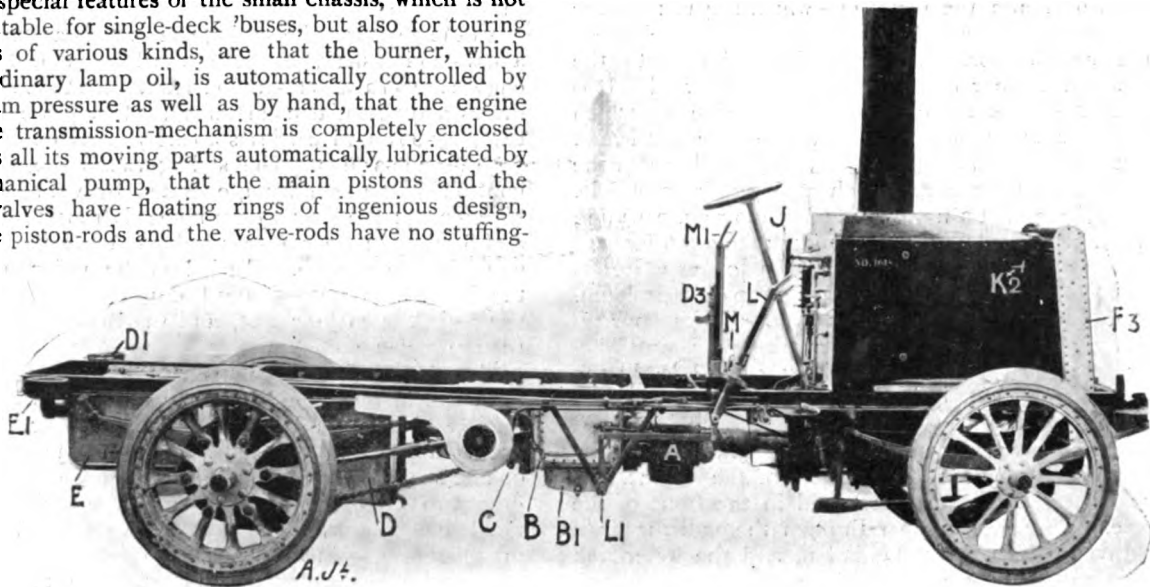 special features of the small chassis, which is not
table for single-deck 'buses, but also for touring
s of various kinds, are that the burner, which
dinary lamp oil, is automatically controlled by
am pressure as well as by hand, that the engine
e transmission-mechanism is completely enclosed
s all its moving parts automatically lubricated by
hanical pump, that the main pistons and the
valves have floating rings of ingenious design,
e piston-rods and the valve-rods have no stuffing-
M1
J
D3
L
M
K2
F3
D1
E1
E
D
C
B
B1
L1
A
A.Jt.